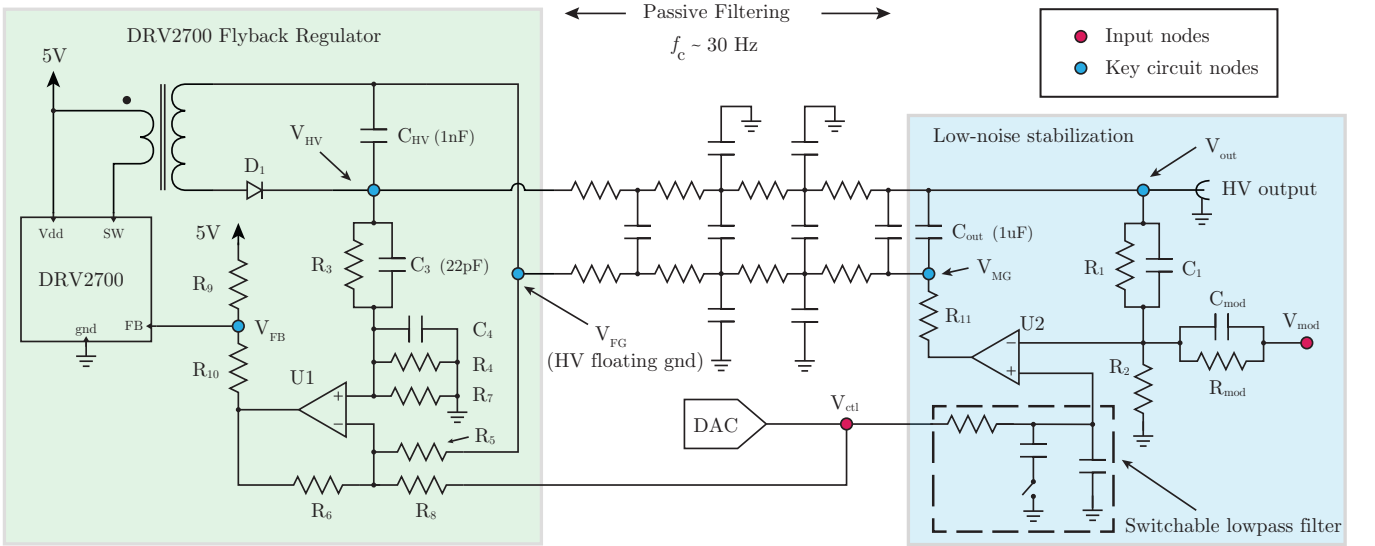 Passive Filtering
f_c ~ 30 Hz
Input nodes
Key circuit nodes
DRV2700 Flyback Regulator
5V
V_HV
C_HV (1nF)
D_1
Low-noise stabilization
V_out
HV output
Vdd
SW
DRV2700
gnd
FB
5V
R_9
V_FB
R_10
R_3
C_3 (22pF)
C_4
R_4
R_7
U1
R_5
R_6
R_8
V_FG
(HV floating gnd)
C_out (1uF)
V_MG
R_11
U2
R_1
C_1
C_mod
V_mod
R_mod
R_2
DAC
V_ctl
Switchable lowpass filter